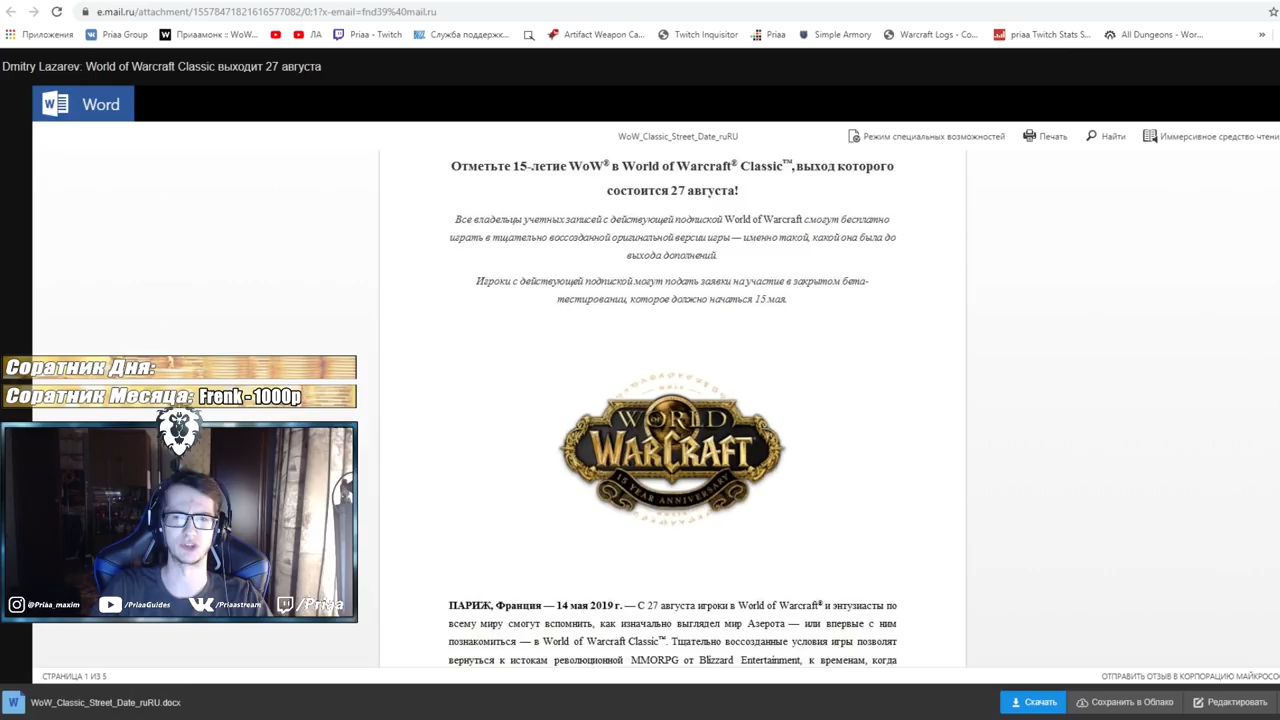 e.mail.ru/attachment/15578471821616577082/0:1?x-email=fnd39%40mail.ru
Приложения Priaa Group Приаамонк :: WoW... ЛА Priaa - Twitch Служба поддержк... Artifact Weapon Ca... Twitch Inquisitor Priaa Simple Armory Warcraft Logs - Co... priaa Twitch Stats S... All Dungeons - Wor... »
Dmitry Lazarev: World of Warcraft Classic выходит 27 августа
Word
WoW_Classic_Street_Date_ruRU Режим специальных возможностей Печать Найти Иммерсивное средство чтени
Отметьте 15-летие WoW® в World of Warcraft® Classic™, выход которого
состоится 27 августа!
Все владельцы учетных записей с действующей подпиской World of Warcraft смогут бесплатно
играть в тщательно воссозданной оригинальной версии игры — именно такой, какой она была до
выхода дополнений.
Игроки с действующей подпиской могут подать заявки на участие в закрытом бета-
тестировании, которое должно начаться 15 мая.
WORLD OF WARCRAFT
15 YEAR ANNIVERSARY
Соратник Дня:
Соратник Месяца: Frenk - 1000р
@Priaa_maxim /PriaaGuides /Priaastream /Priaa
ПАРИЖ, Франция — 14 мая 2019 г. — С 27 августа игроки в World of Warcraft® и энтузиасты по
всему миру смогут вспомнить, как изначально выглядел мир Азерота — или впервые с ним
познакомиться — в World of Warcraft Classic™. Тщательно воссозданные условия игры позволят
вернуться к истокам революционной MMORPG от Blizzard Entertainment, к временам, когда
СТРАНИЦА 1 ИЗ 5 ОТПРАВИТЬ ОТЗЫВ В КОРПОРАЦИЮ МАЙКРОСО
W WoW_Classic_Street_Date_ruRU.docx Скачать Сохранить в Облако Редактировать